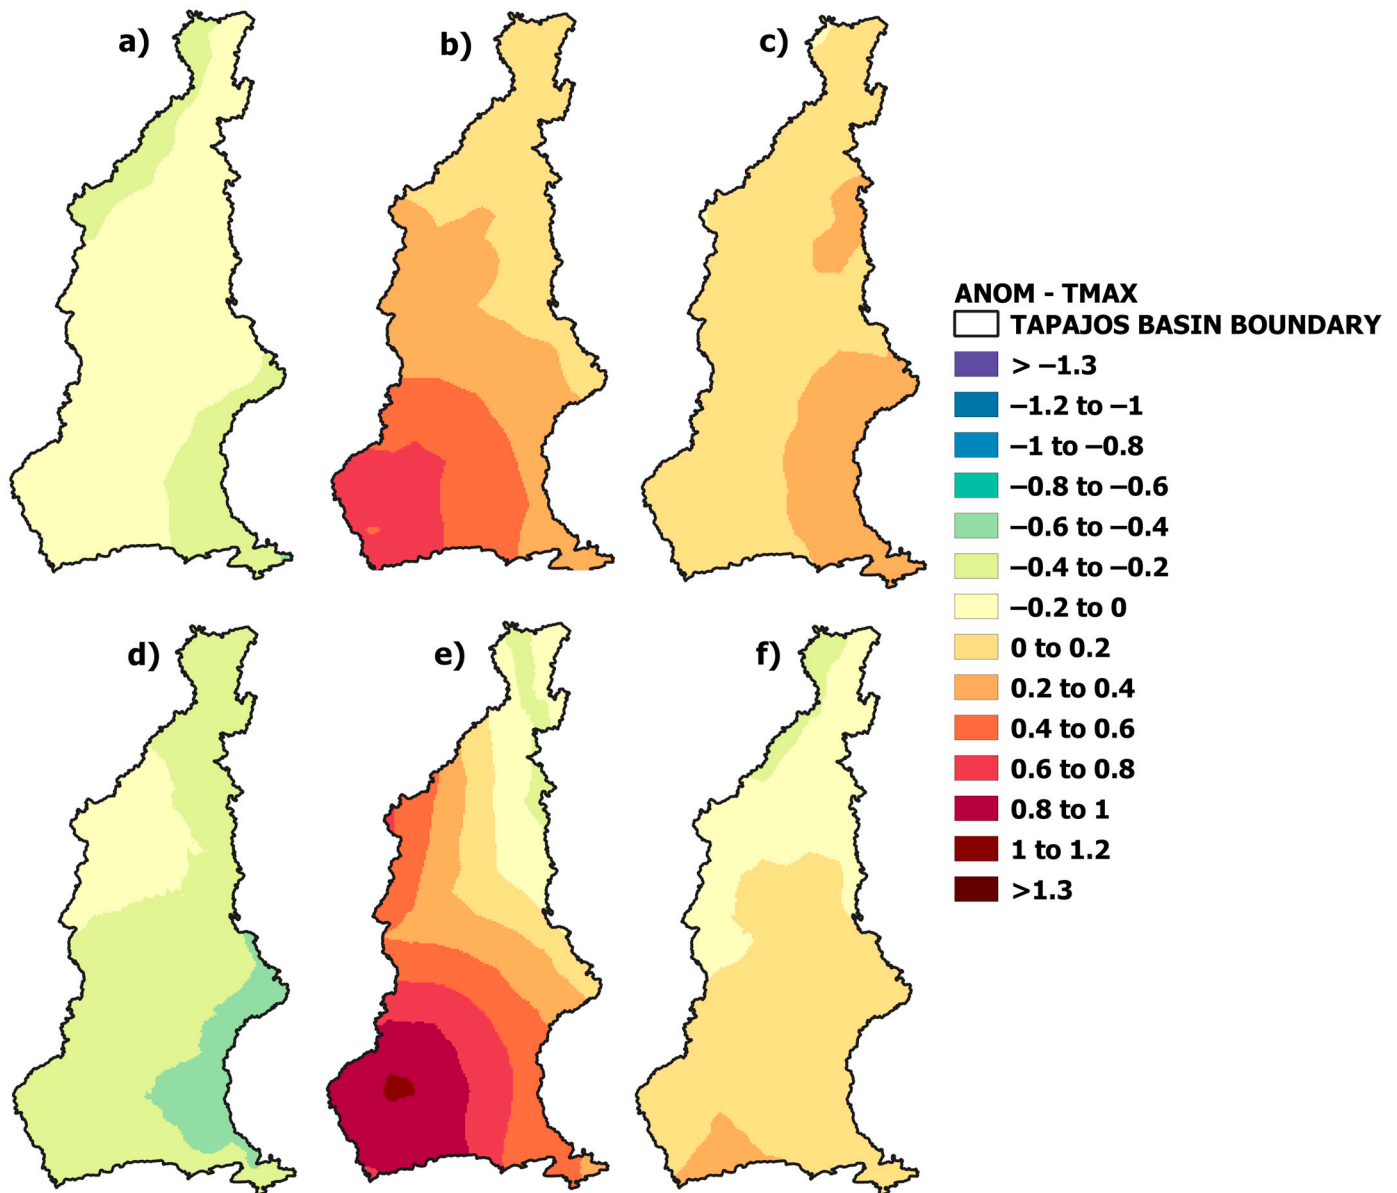 a)
b)
c)
ANOM - TMAX
TAPAJOS BASIN BOUNDARY
> –1.3
–1.2 to –1
–1 to –0.8
–0.8 to –0.6
–0.6 to –0.4
–0.4 to –0.2
–0.2 to 0
0 to 0.2
0.2 to 0.4
0.4 to 0.6
0.6 to 0.8
0.8 to 1
1 to 1.2
>1.3
d)
e)
f)